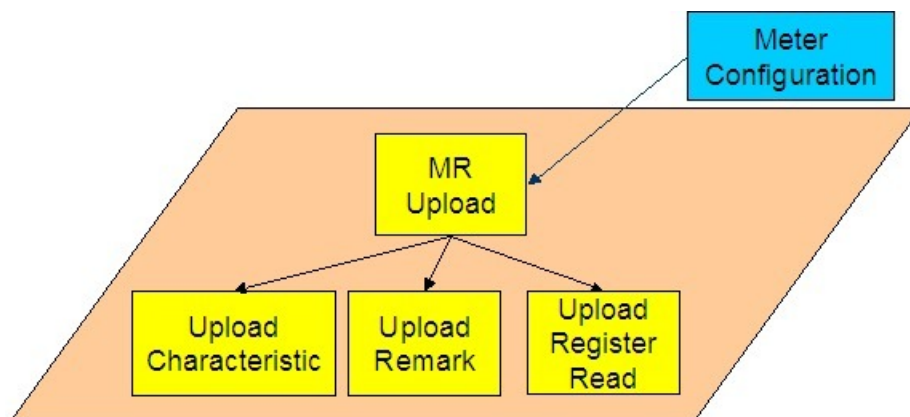 Meter
Configuration
MR
Upload
Upload
Characteristic
Upload
Remark
Upload
Register
Read